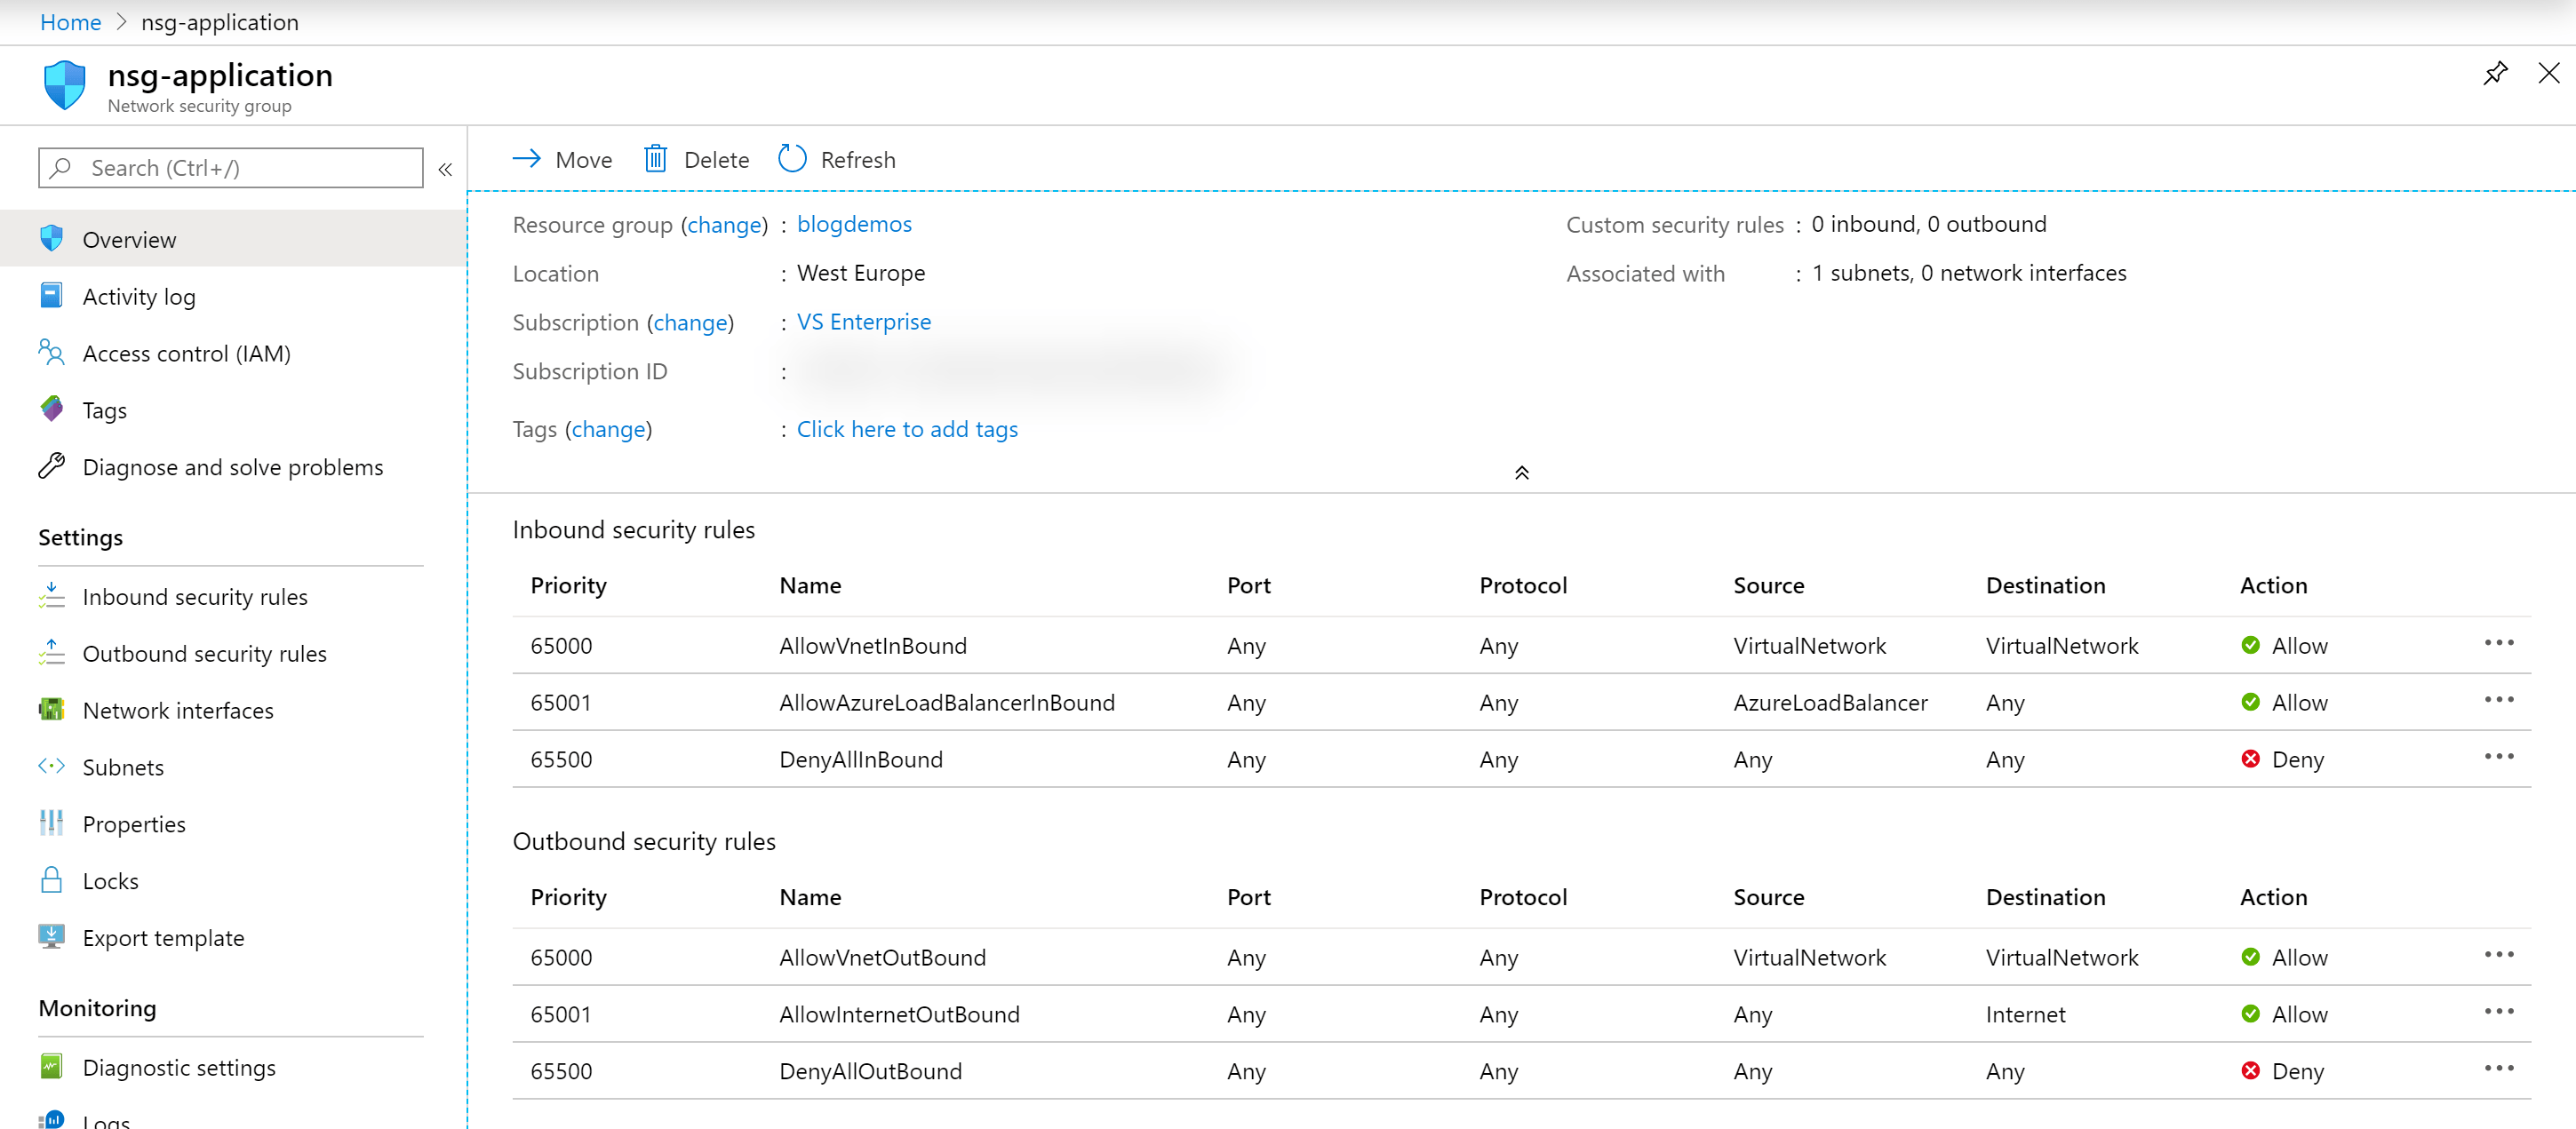 Home > nsg-application
nsg-application
Network security group
Search (Ctrl+/)
«
Overview
Activity log
Access control (IAM)
Tags
Diagnose and solve problems
Settings
Inbound security rules
Outbound security rules
Network interfaces
Subnets
Properties
Locks
Export template
Monitoring
Diagnostic settings
Logs
Move Delete Refresh
Resource group (change) : blogdemos
Location : West Europe
Subscription (change) : VS Enterprise
Subscription ID :
Tags (change) : Click here to add tags
Custom security rules : 0 inbound, 0 outbound
Associated with : 1 subnets, 0 network interfaces
Inbound security rules
Priority Name Port Protocol Source Destination Action
65000 AllowVnetInBound Any Any VirtualNetwork VirtualNetwork Allow
65001 AllowAzureLoadBalancerInBound Any Any AzureLoadBalancer Any Allow
65500 DenyAllInBound Any Any Any Any Deny
Outbound security rules
Priority Name Port Protocol Source Destination Action
65000 AllowVnetOutBound Any Any VirtualNetwork VirtualNetwork Allow
65001 AllowInternetOutBound Any Any Any Internet Allow
65500 DenyAllOutBound Any Any Any Any Deny